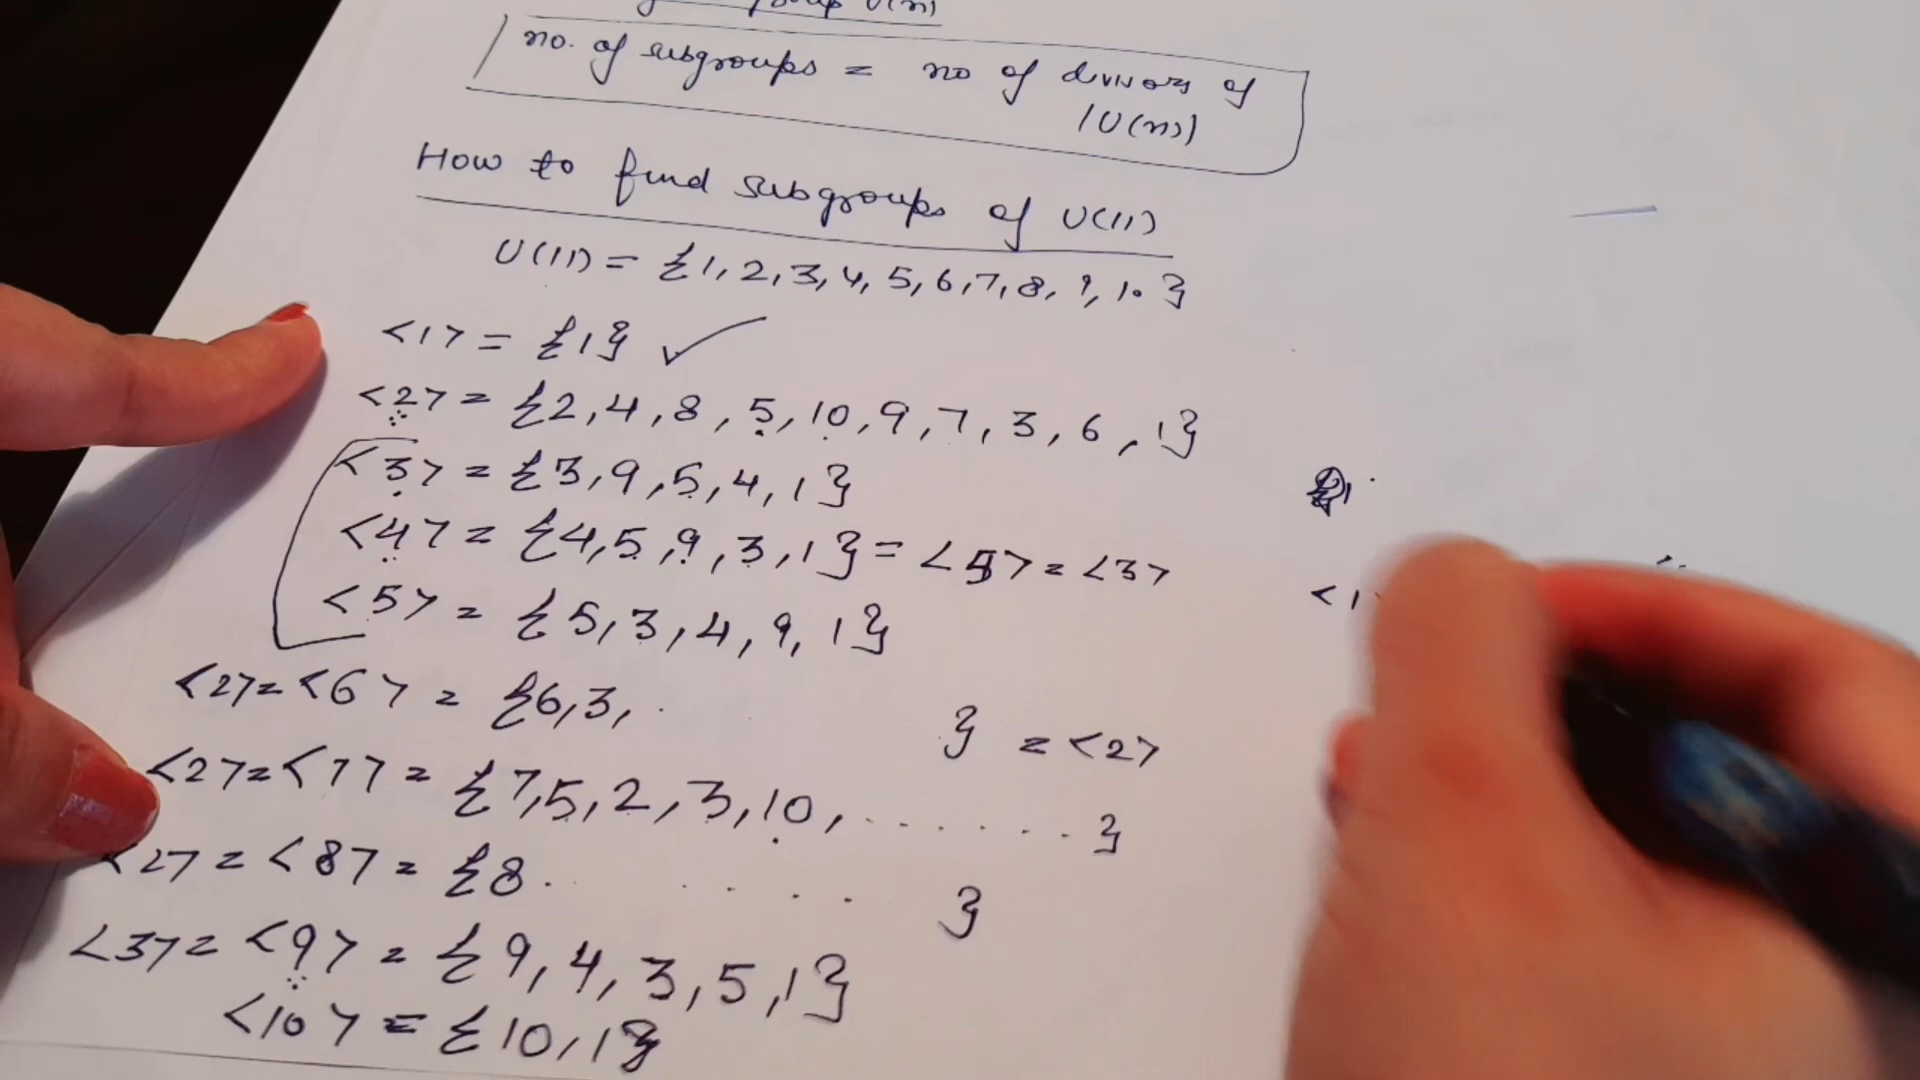 group U(n)
no. of subgroups = no of divisors of
|U(n)|
How to find subgroups of U(11)
U(11) = {1, 2, 3, 4, 5, 6, 7, 8, 9, 10}
<1> = {1} ✓
<2> = {2, 4, 8, 5, 10, 9, 7, 3, 6, 1}
<3> = {3, 9, 5, 4, 1}
<4> = {4, 5, 9, 3, 1} = <5> = <3>
<5> = {5, 3, 4, 9, 1}
<2> = <6> = {6, 3, } = <2>
<2> = <7> = {7, 5, 2, 3, 10, ......}
<2> = <8> = {8 ..... }
<3> = <9> = {9, 4, 3, 5, 1}
<10> = {10, 1}
<1